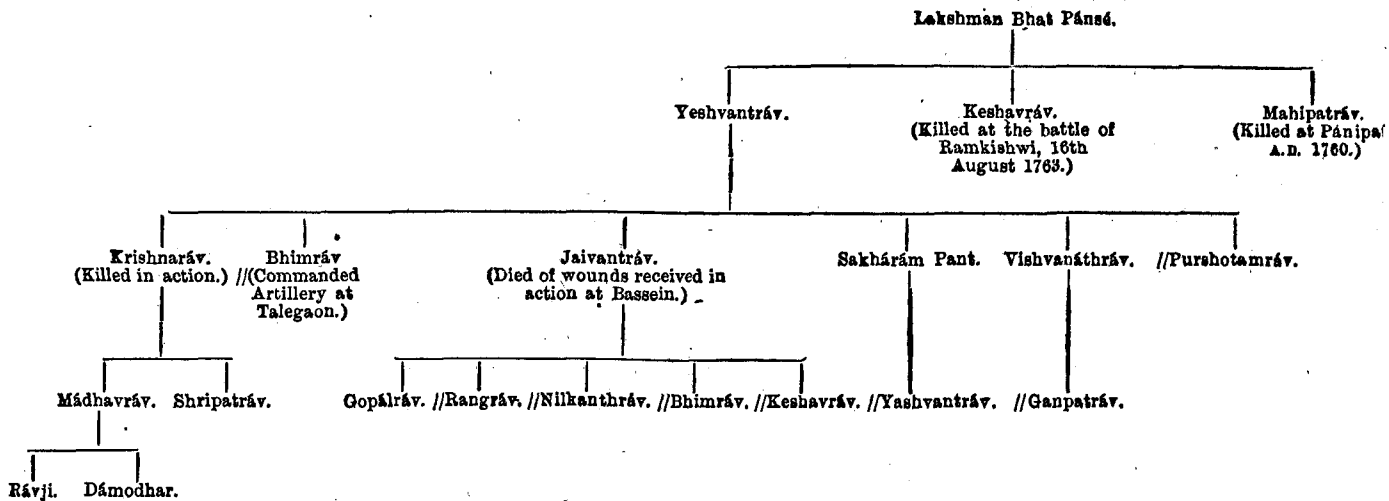 Lakshman Bhat Pánsé.
Yeshvantráv.
Keshavráv.
(Killed at the battle of
Ramkishwi, 16th
August 1763.)
Mahipatráv.
(Killed at Pánipat
A.D. 1760.)
Krishnaráv.
(Killed in action.)
Bhimráv
//(Commanded
Artillery at
Talegaon.)
Jaivantráv.
(Died of wounds received in
action at Bassein.)
Sakhárám Pant.
Vishvanáthráv.
//Purshotamráv.
Mádhavráv. Shripatráv.
Gopálráv. //Rangráv. //Nilkanthráv. //Bhimráv. //Keshavráv. //Yashvantráv. //Ganpatráv.
Rávji. Dámodhar.